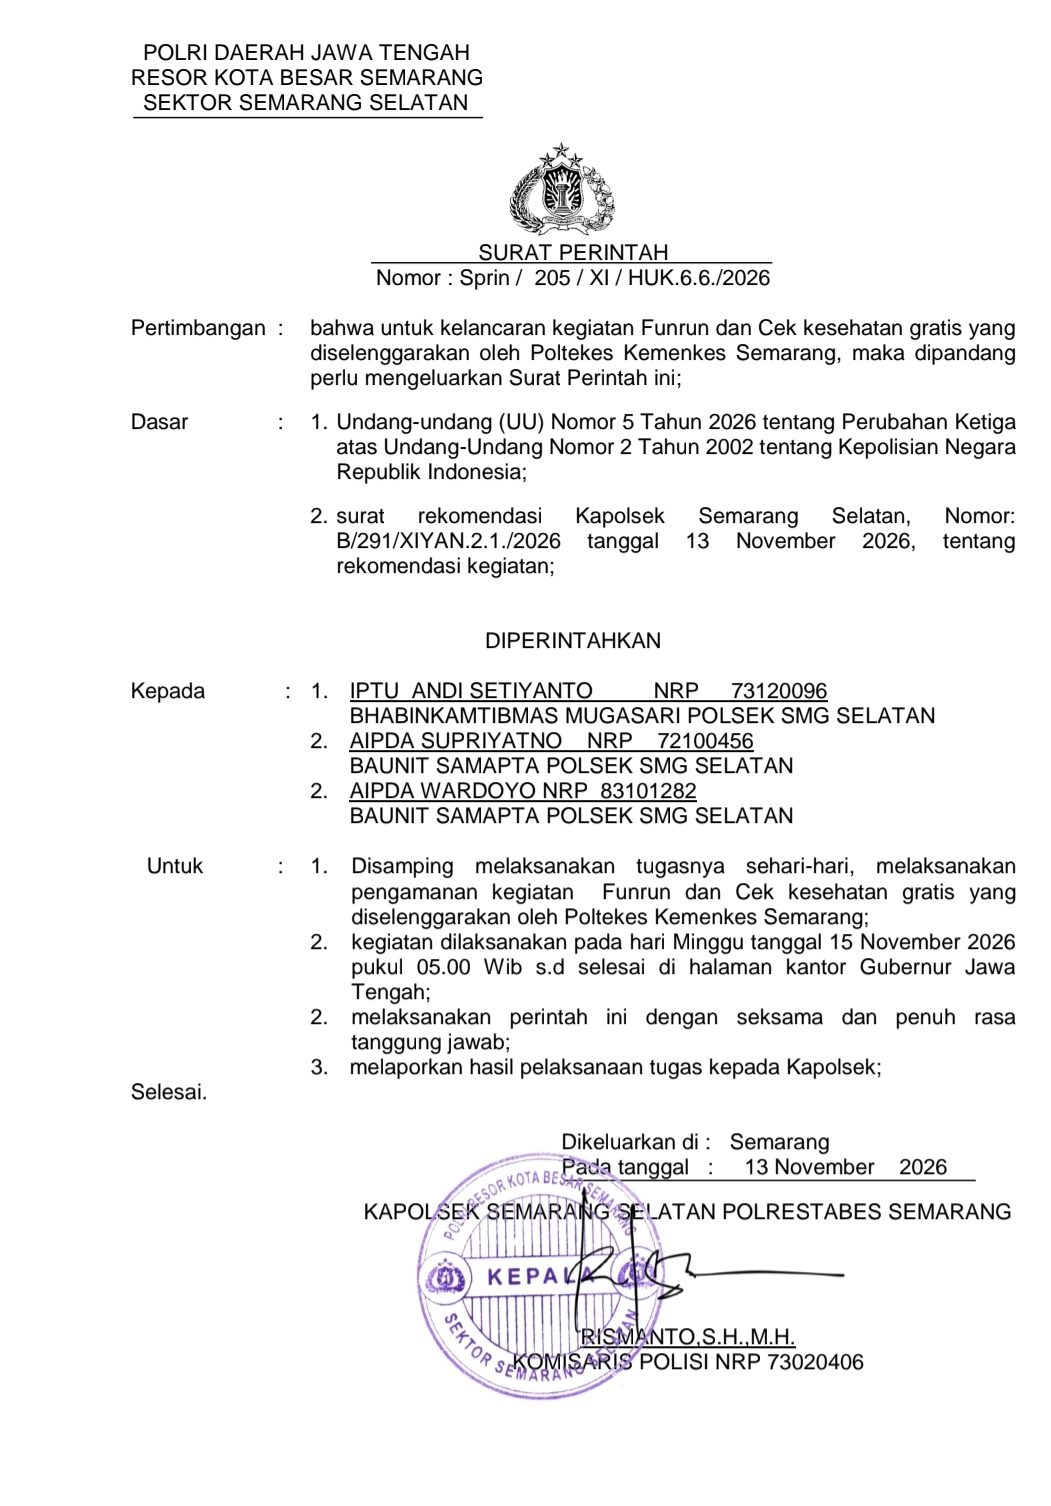 POLRI DAERAH JAWA TENGAH
RESOR KOTA BESAR SEMARANG
SEKTOR SEMARANG SELATAN
SURAT PERINTAH
Nomor : Sprin / 205 / XI / HUK.6.6./2026
Pertimbangan : bahwa untuk kelancaran kegiatan Funrun dan Cek kesehatan gratis yang
diselenggarakan oleh Poltekes Kemenkes Semarang, maka dipandang
perlu mengeluarkan Surat Perintah ini;
Dasar : 1. Undang-undang (UU) Nomor 5 Tahun 2026 tentang Perubahan Ketiga
atas Undang-Undang Nomor 2 Tahun 2002 tentang Kepolisian Negara
Republik Indonesia;
2. surat rekomendasi Kapolsek Semarang Selatan, Nomor:
B/291/XIYAN.2.1./2026 tanggal 13 November 2026, tentang
rekomendasi kegiatan;
DIPERINTAHKAN
Kepada : 1. IPTU ANDI SETIYANTO NRP 73120096
BHABINKAMTIBMAS MUGASARI POLSEK SMG SELATAN
2. AIPDA SUPRIYATNO NRP 72100456
BAUNIT SAMAPTA POLSEK SMG SELATAN
2. AIPDA WARDOYO NRP 83101282
BAUNIT SAMAPTA POLSEK SMG SELATAN
Untuk : 1. Disamping melaksanakan tugasnya sehari-hari, melaksanakan
pengamanan kegiatan Funrun dan Cek kesehatan gratis yang
diselenggarakan oleh Poltekes Kemenkes Semarang;
2. kegiatan dilaksanakan pada hari Minggu tanggal 15 November 2026
pukul 05.00 Wib s.d selesai di halaman kantor Gubernur Jawa
Tengah;
2. melaksanakan perintah ini dengan seksama dan penuh rasa
tanggung jawab;
3. melaporkan hasil pelaksanaan tugas kepada Kapolsek;
Selesai.
Dikeluarkan di : Semarang
Pada tanggal : 13 November 2026
KAPOLSEK SEMARANG SELATAN POLRESTABES SEMARANG
POLRI RESOR KOTA BESAR SEMARANG
KEPALA
SEKTOR SEMARANG SELATAN
RISMANTO,S.H.,M.H.
KOMISARIS POLISI NRP 73020406